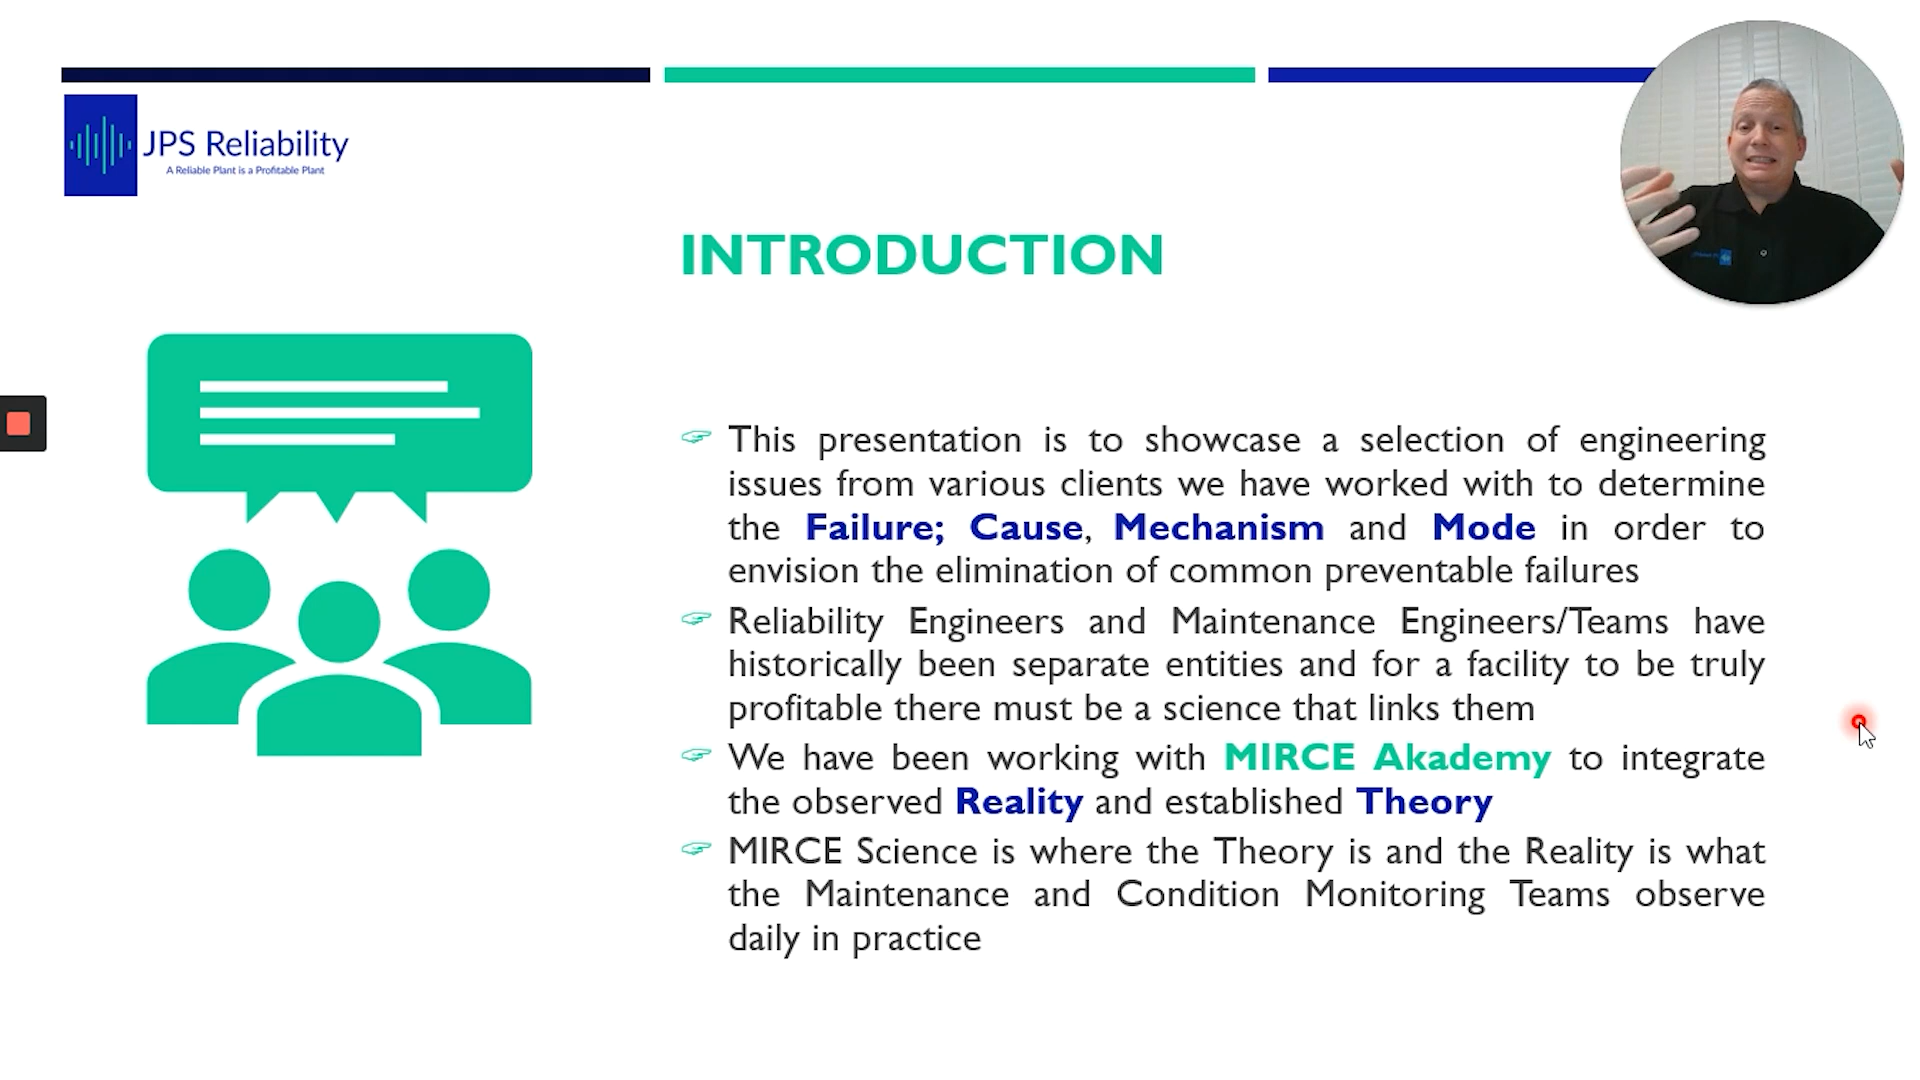 JPS Reliability
A Reliable Plant is a Profitable Plant
INTRODUCTION
This presentation is to showcase a selection of engineering
issues from various clients we have worked with to determine
the Failure; Cause, Mechanism and Mode in order to
envision the elimination of common preventable failures
Reliability Engineers and Maintenance Engineers/Teams have
historically been separate entities and for a facility to be truly
profitable there must be a science that links them
We have been working with MIRCE Akademy to integrate
the observed Reality and established Theory
MIRCE Science is where the Theory is and the Reality is what
the Maintenance and Condition Monitoring Teams observe
daily in practice